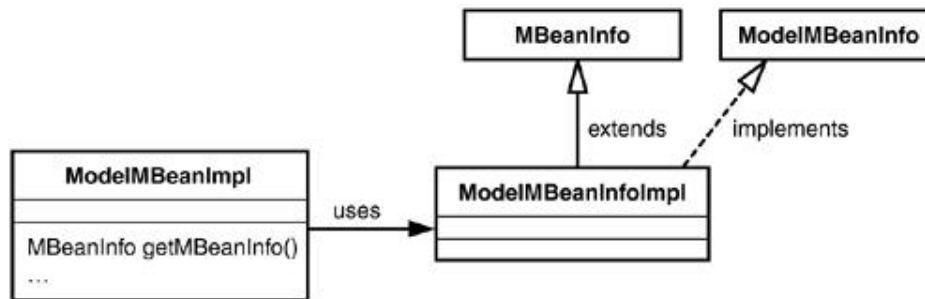 MBeanInfo
ModelMBeanInfo
extends
implements
ModelMBeanImpl
ModelMBeanInfoImpl
uses
MBeanInfo getMBeanInfo()
...